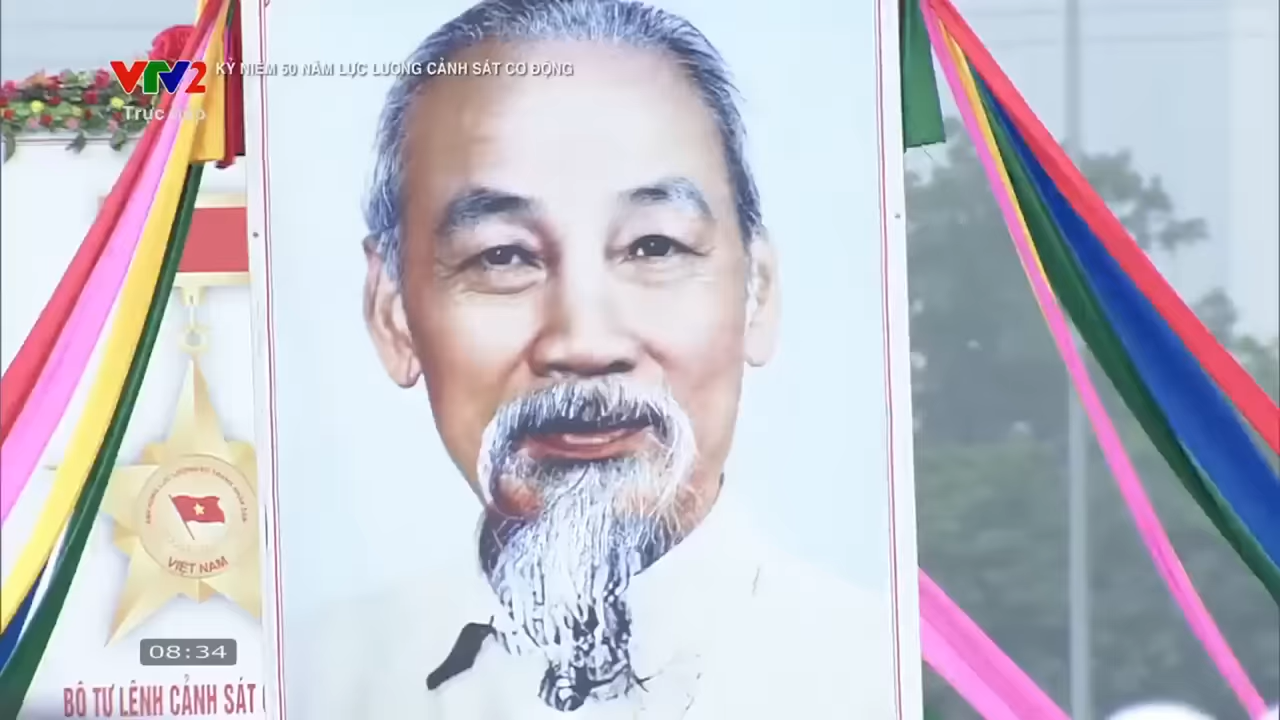 VTV2
KỶ NIỆM 50 NĂM LỰC LƯỢNG CẢNH SÁT CƠ ĐỘNG
Trực tiếp
VIỆT NAM
08:34
BỘ TƯ LỆNH CẢNH SÁT